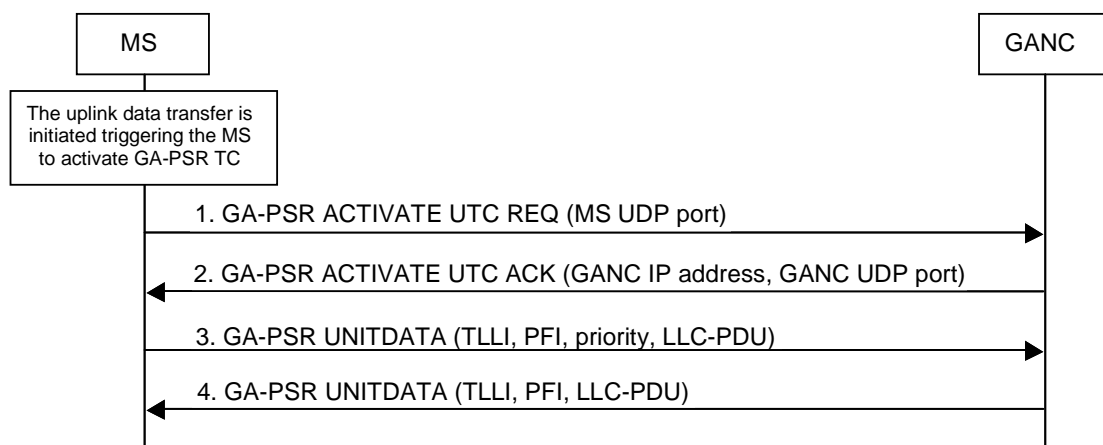 MS
GANC
The uplink data transfer is
initiated triggering the MS
to activate GA-PSR TC
1. GA-PSR ACTIVATE UTC REQ (MS UDP port)
2. GA-PSR ACTIVATE UTC ACK (GANC IP address, GANC UDP port)
3. GA-PSR UNITDATA (TLLI, PFI, priority, LLC-PDU)
4. GA-PSR UNITDATA (TLLI, PFI, LLC-PDU)